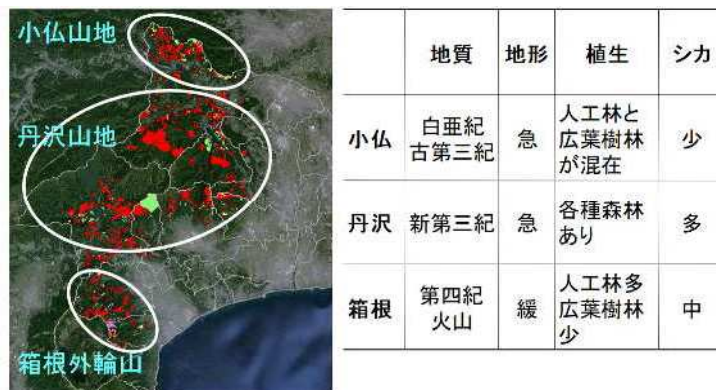 小仏山地
丹沢山地
箱根外輪山
地質 地形 植生 シカ
小仏 白亜紀 古第三紀 急 人工林と 広葉樹林 が混在 少
丹沢 新第三紀 急 各種森林 あり 多
箱根 第四紀 火山 緩 人工林多 広葉樹林 少 中